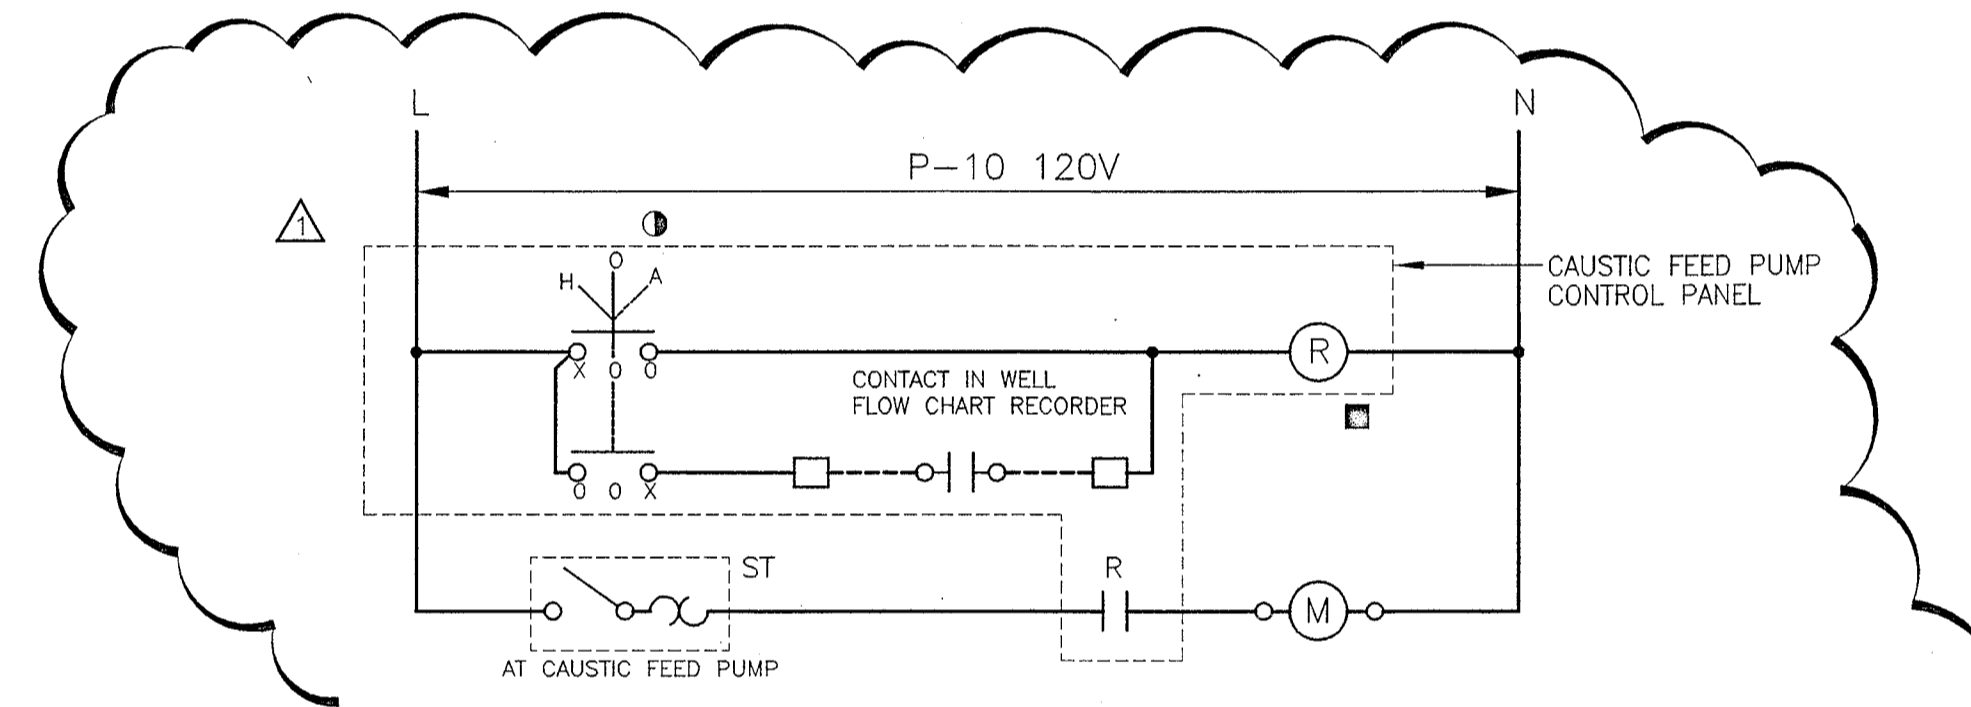 L
N
P-10 120V
1
O
H
A
CAUSTIC FEED PUMP
CONTROL PANEL
R
X O O
CONTACT IN WELL
FLOW CHART RECORDER
O O X
ST
R
M
AT CAUSTIC FEED PUMP